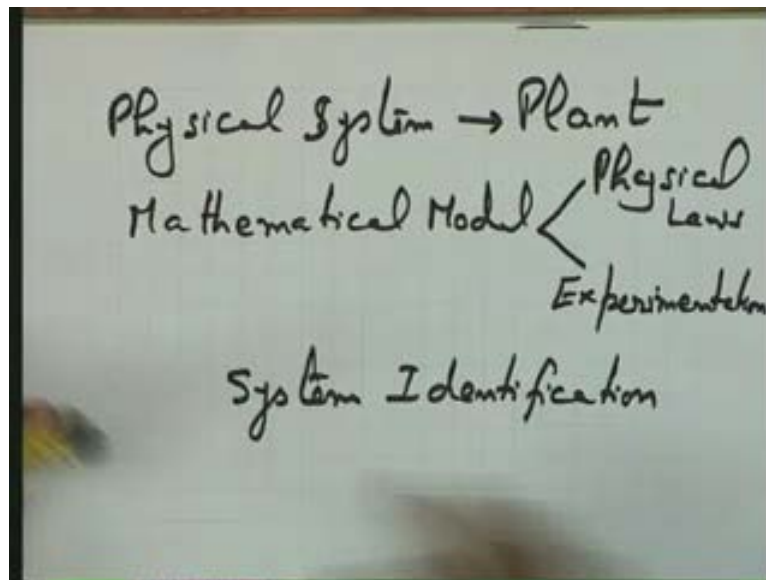 Physical System → Plant
Mathematical Model < Physical Laws
Experimentation
System Identification